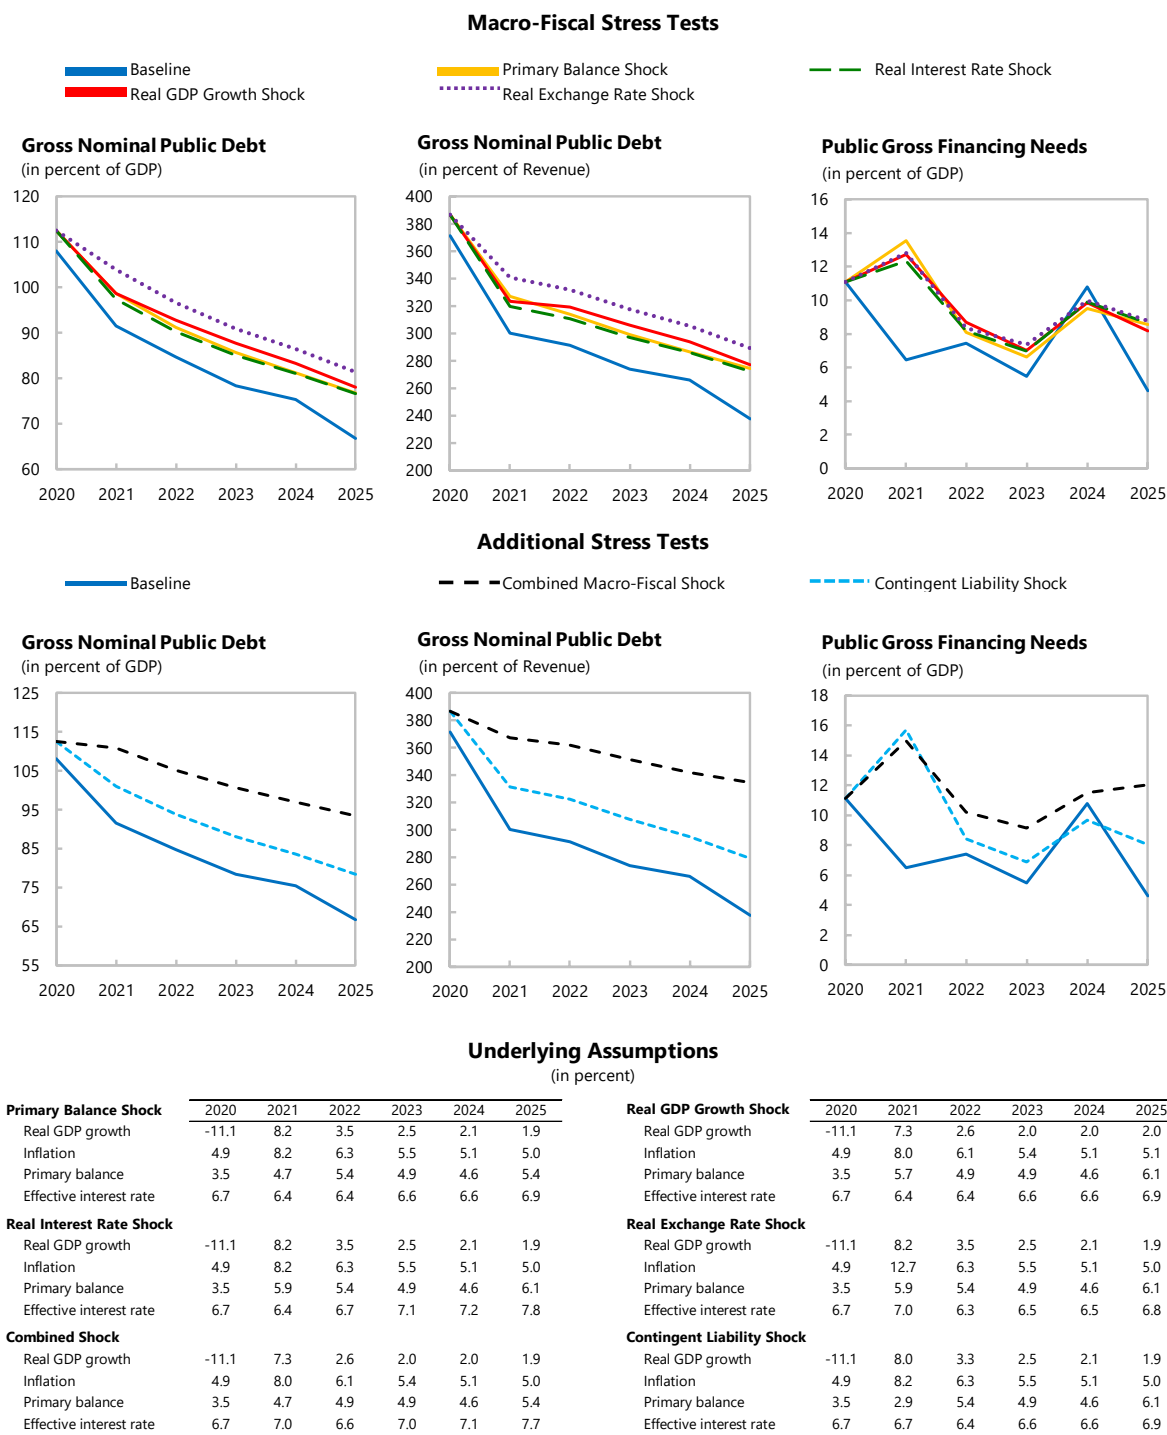 Macro-Fiscal Stress Tests
Baseline
Primary Balance Shock
Real Interest Rate Shock
Real GDP Growth Shock
Real Exchange Rate Shock
Gross Nominal Public Debt
(in percent of GDP)
120
110
100
90
80
70
60
2020 2021 2022 2023 2024 2025
Gross Nominal Public Debt
(in percent of Revenue)
400
380
360
340
320
300
280
260
240
220
200
2020 2021 2022 2023 2024 2025
Public Gross Financing Needs
(in percent of GDP)
16
14
12
10
8
6
4
2
0
2020 2021 2022 2023 2024 2025
Additional Stress Tests
Baseline
Combined Macro-Fiscal Shock
Contingent Liability Shock
Gross Nominal Public Debt
(in percent of GDP)
125
115
105
95
85
75
65
55
2020 2021 2022 2023 2024 2025
Gross Nominal Public Debt
(in percent of Revenue)
400
380
360
340
320
300
280
260
240
220
200
2020 2021 2022 2023 2024 2025
Public Gross Financing Needs
(in percent of GDP)
18
16
14
12
10
8
6
4
2
0
2020 2021 2022 2023 2024 2025
Underlying Assumptions
(in percent)
Primary Balance Shock 2020 2021 2022 2023 2024 2025
Real GDP growth -11.1 8.2 3.5 2.5 2.1 1.9
Inflation 4.9 8.2 6.3 5.5 5.1 5.0
Primary balance 3.5 4.7 5.4 4.9 4.6 5.4
Effective interest rate 6.7 6.4 6.4 6.6 6.6 6.9
Real Interest Rate Shock
Real GDP growth -11.1 8.2 3.5 2.5 2.1 1.9
Inflation 4.9 8.2 6.3 5.5 5.1 5.0
Primary balance 3.5 5.9 5.4 4.9 4.6 6.1
Effective interest rate 6.7 6.4 6.7 7.1 7.2 7.8
Combined Shock
Real GDP growth -11.1 7.3 2.6 2.0 2.0 1.9
Inflation 4.9 8.0 6.1 5.4 5.1 5.0
Primary balance 3.5 4.7 4.9 4.9 4.6 5.4
Effective interest rate 6.7 7.0 6.6 7.0 7.1 7.7
Real GDP Growth Shock 2020 2021 2022 2023 2024 2025
Real GDP growth -11.1 7.3 2.6 2.0 2.0 2.0
Inflation 4.9 8.0 6.1 5.4 5.1 5.1
Primary balance 3.5 5.7 4.9 4.9 4.6 6.1
Effective interest rate 6.7 6.4 6.4 6.6 6.6 6.9
Real Exchange Rate Shock
Real GDP growth -11.1 8.2 3.5 2.5 2.1 1.9
Inflation 4.9 12.7 6.3 5.5 5.1 5.0
Primary balance 3.5 5.9 5.4 4.9 4.6 6.1
Effective interest rate 6.7 7.0 6.3 6.5 6.5 6.8
Contingent Liability Shock
Real GDP growth -11.1 8.0 3.3 2.5 2.1 1.9
Inflation 4.9 8.2 6.3 5.5 5.1 5.0
Primary balance 3.5 2.9 5.4 4.9 4.6 6.1
Effective interest rate 6.7 6.7 6.4 6.6 6.6 6.9